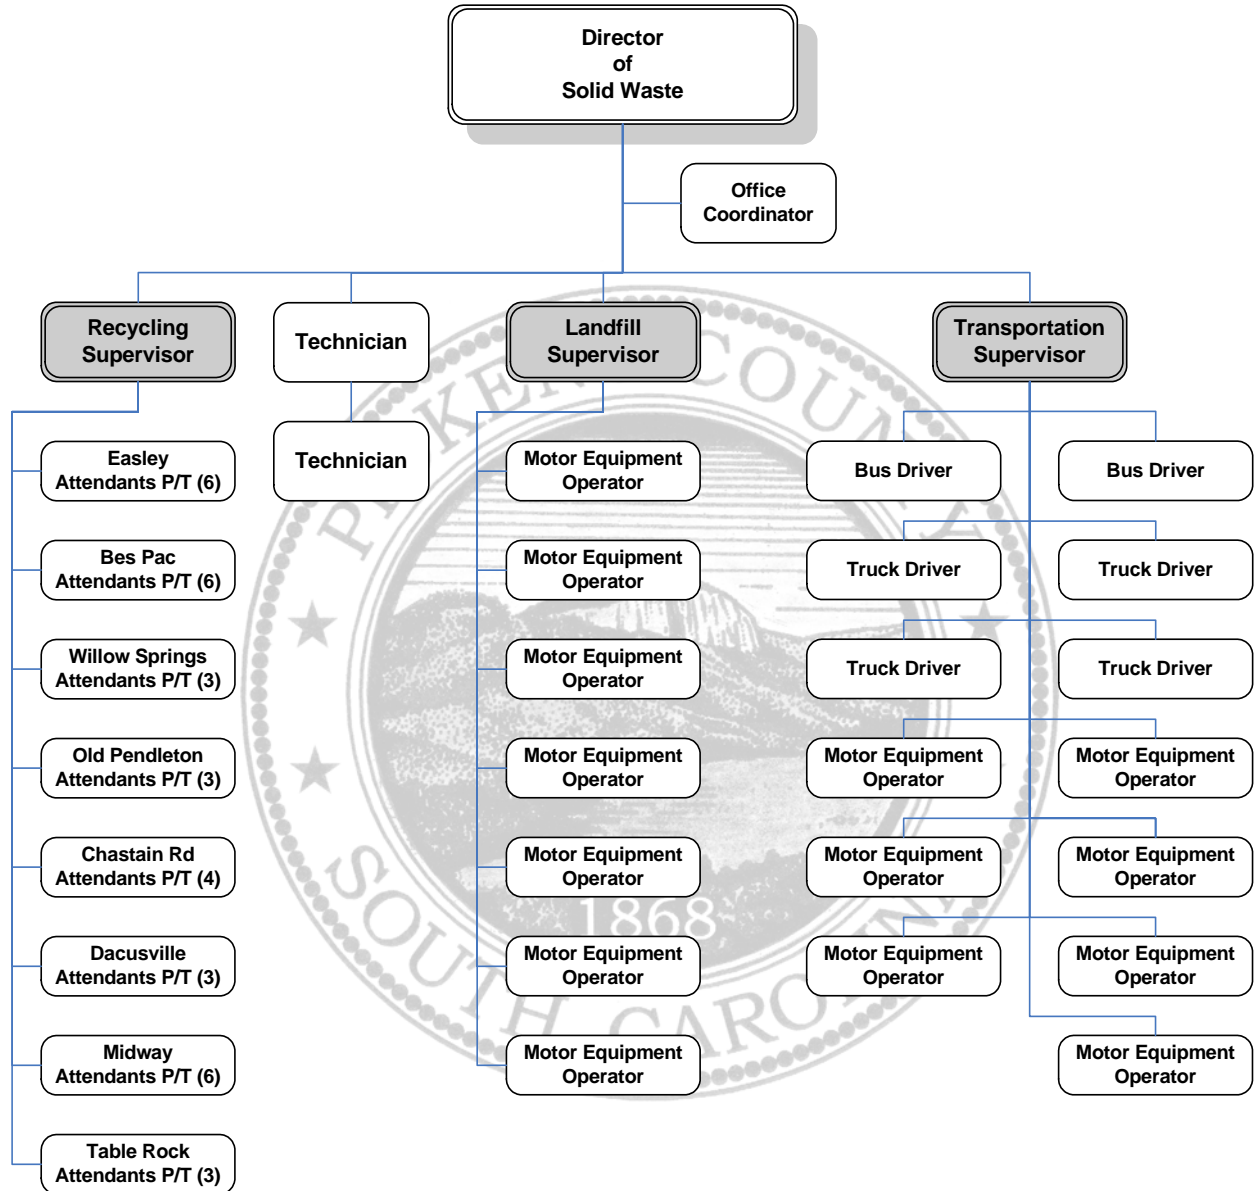 Director
of
Solid Waste
Office
Coordinator
Recycling
Supervisor
Technician
Landfill
Supervisor
Transportation
Supervisor
Easley
Attendants P/T (6)
Bes Pac
Attendants P/T (6)
Willow Springs
Attendants P/T (3)
Old Pendleton
Attendants P/T (3)
Chastain Rd
Attendants P/T (4)
Dacusville
Attendants P/T (3)
Midway
Attendants P/T (6)
Table Rock
Attendants P/T (3)
Technician
Motor Equipment
Operator
Motor Equipment
Operator
Motor Equipment
Operator
Motor Equipment
Operator
Motor Equipment
Operator
Motor Equipment
Operator
Motor Equipment
Operator
Bus Driver
Bus Driver
Truck Driver
Truck Driver
Truck Driver
Truck Driver
Motor Equipment
Operator
Motor Equipment
Operator
Motor Equipment
Operator
Motor Equipment
Operator
Motor Equipment
Operator
Motor Equipment
Operator
Motor Equipment
Operator
PICKENS COUNTY
1868
SOUTH CAROLINA